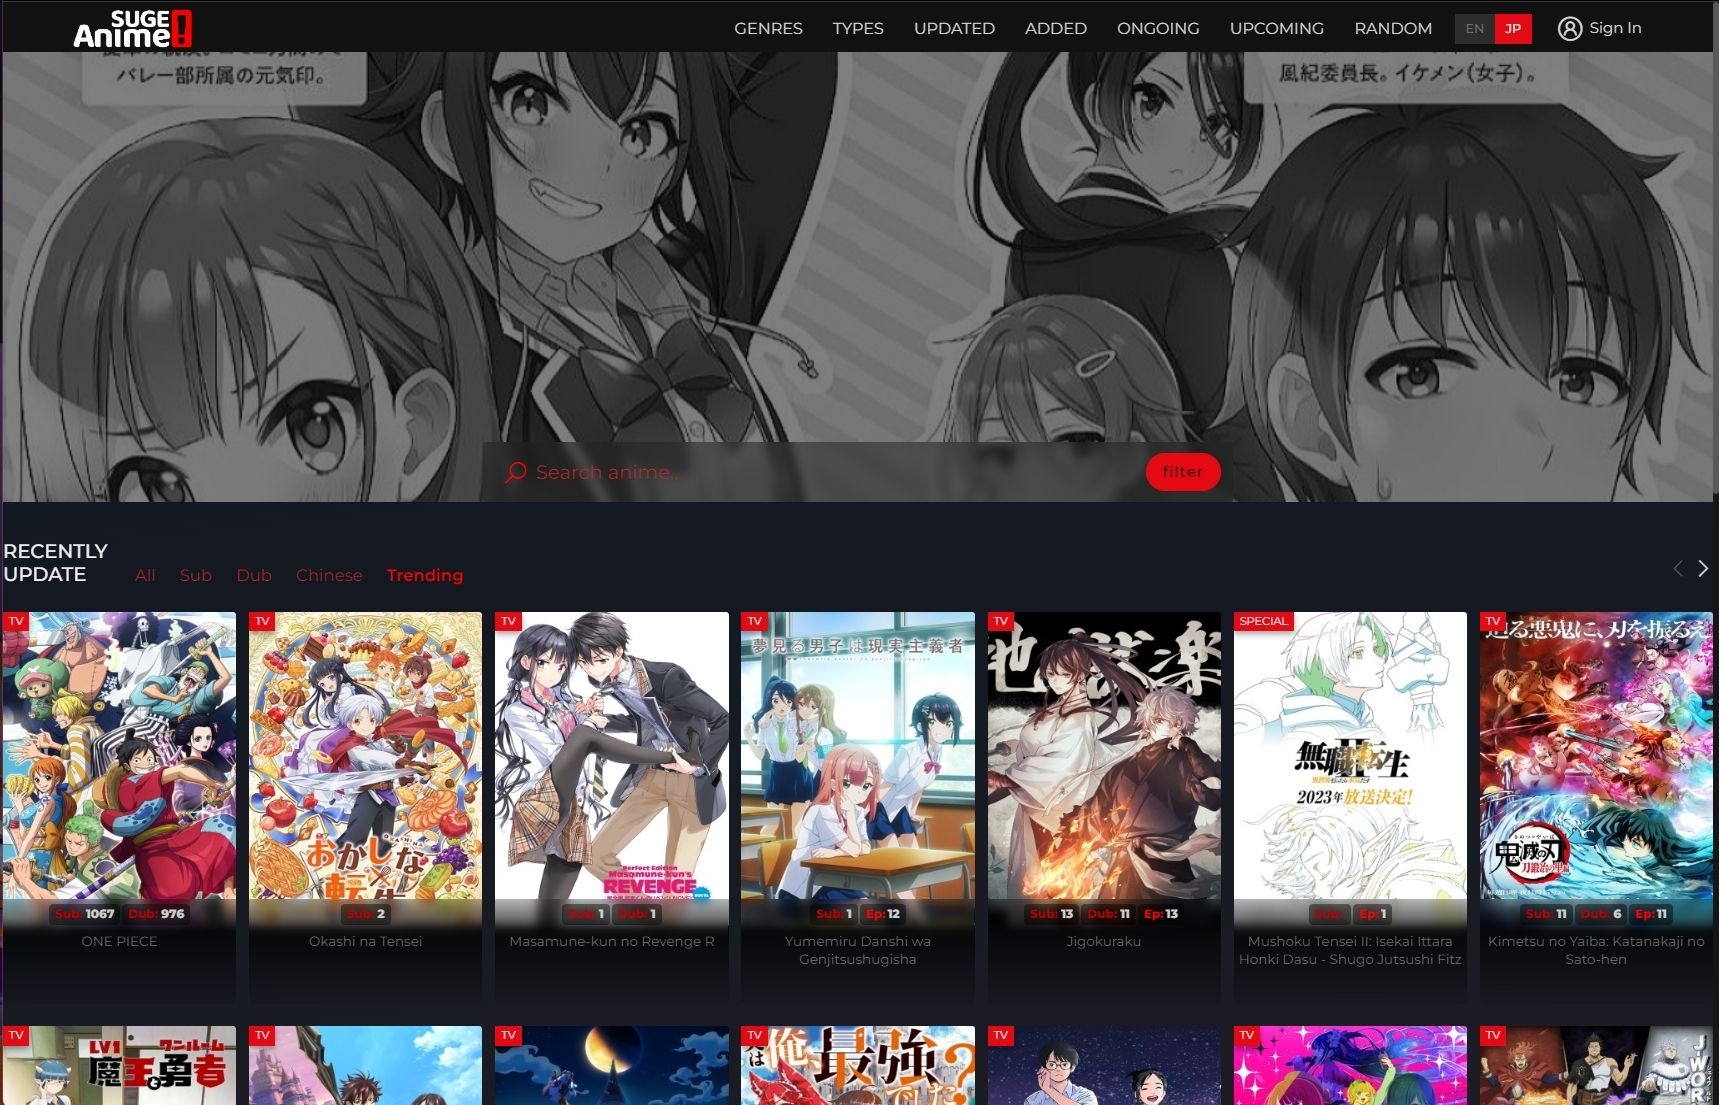 SUGE
Anime!
GENRES TYPES UPDATED ADDED ONGOING UPCOMING RANDOM EN JP Sign In
バレー部所属の元気印。
風紀委員長。イケメン(女子)。
Search anime..
filter
RECENTLY
UPDATE
All Sub Dub Chinese Trending
TV
TV
TV
TV
TV
SPECIAL
TV
夢見る男子は現実主義者
迫る悪鬼に、刃を振るえ
無職転生
II
2023年放送決定!
鬼滅の刃
刀鍛冶の里編
おかしな
転生
Perfect Edition
Masamune-kun's
REVENGE
Sub: 1067 Dub: 976
Sub: 2
Sub: 1 Dub: 1
Sub: 1 Ep: 12
Sub: 13 Dub: 11 Ep: 13
Sub: Ep: 1
Sub: 11 Dub: 6 Ep: 11
ONE PIECE
Okashi na Tensei
Masamune-kun no Revenge R
Yumemiru Danshi wa
Genjitsushugisha
Jigokuraku
Mushoku Tensei II: Isekai Ittara
Honki Dasu - Shugo Jutsushi Fitz
Kimetsu no Yaiba: Katanakaji no
Sato-hen
TV
TV
TV
TV
TV
TV
TV
LV1
魔王と勇者
ワンルーム
実は俺、最強
でした?
J-WOR